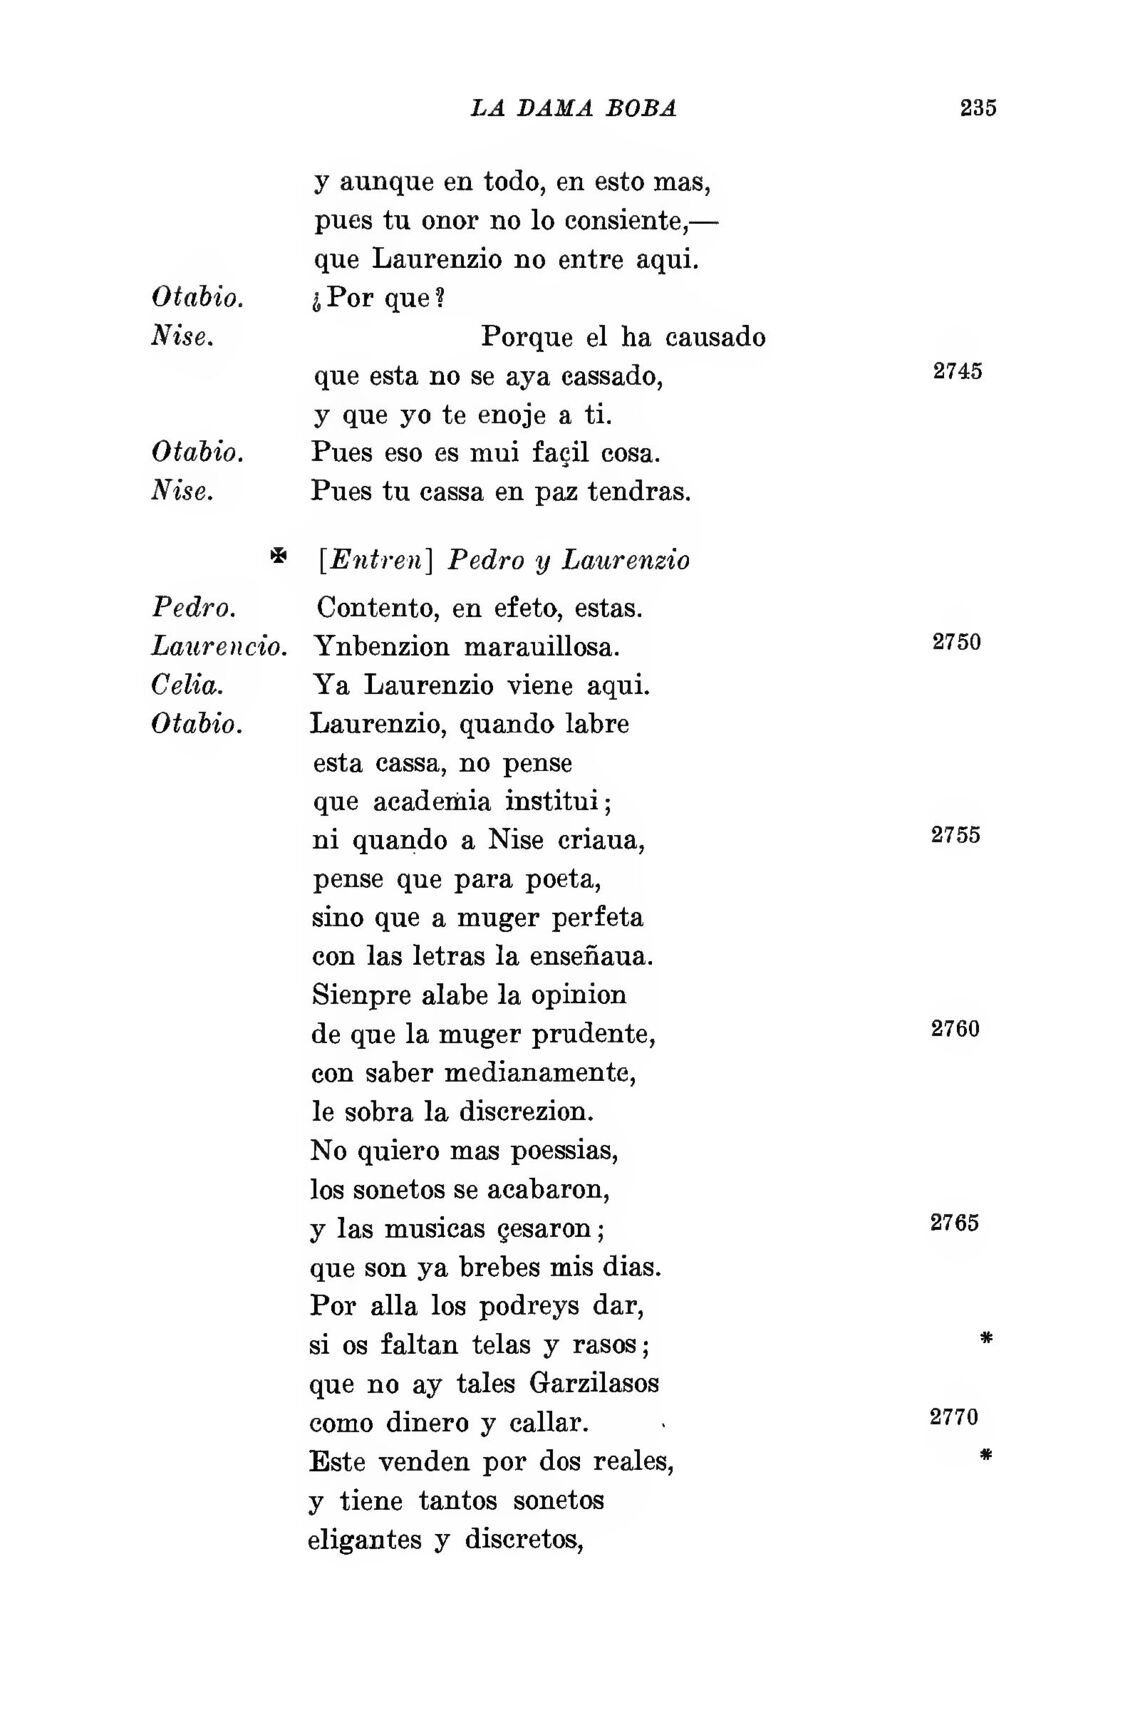 LA DAMA BOBA 235
y aunque en todo, en esto mas,
pues tu onor no lo consiente,—
que Laurenzio no entre aqui.
Otabio. ¿Por que?
Nise. Porque el ha causado
que esta no se aya cassado, 2745
y que yo te enoje a ti.
Otabio. Pues eso es mui façil cosa.
Nise. Pues tu cassa en paz tendras.
✠ [Entren] Pedro y Laurenzio
Pedro. Contento, en efeto, estas.
Laurencio. Ynbenzion marauillosa. 2750
Celia. Ya Laurenzio viene aqui.
Otabio. Laurenzio, quando labre
esta cassa, no pense
que academia institui;
ni quando a Nise criaua, 2755
pense que para poeta,
sino que a muger perfeta
con las letras la enseñaua.
Sienpre alabe la opinion
de que la muger prudente, 2760
con saber medianamente,
le sobra la discrezion.
No quiero mas poessias,
los sonetos se acabaron,
y las musicas çesaron; 2765
que son ya brebes mis dias.
Por alla los podreys dar,
si os faltan telas y rasos; *
que no ay tales Garzilasos
como dinero y callar. 2770
Este venden por dos reales, *
y tiene tantos sonetos
eligantes y discretos,